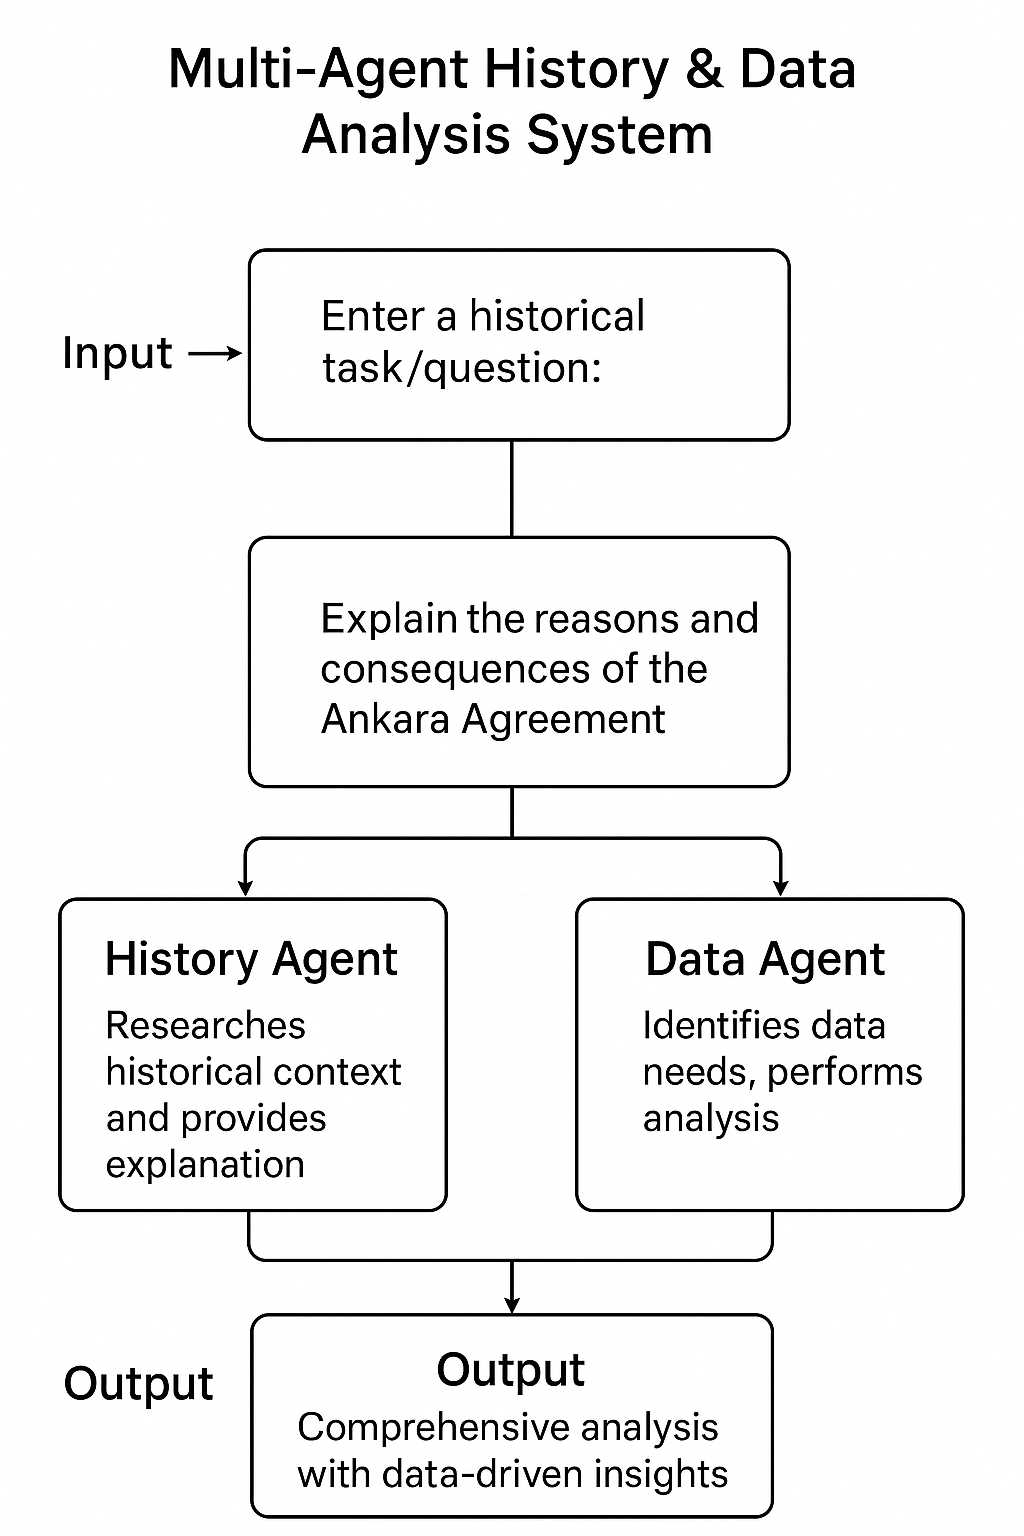 Multi-Agent History & Data
Analysis System
Input
Enter a historical
task/question:
Explain the reasons and
consequences of the
Ankara Agreement
History Agent
Researches
historical context
and provides
explanation
Data Agent
Identifies data
needs, performs
analysis
Output
Output
Comprehensive analysis
with data-driven insights